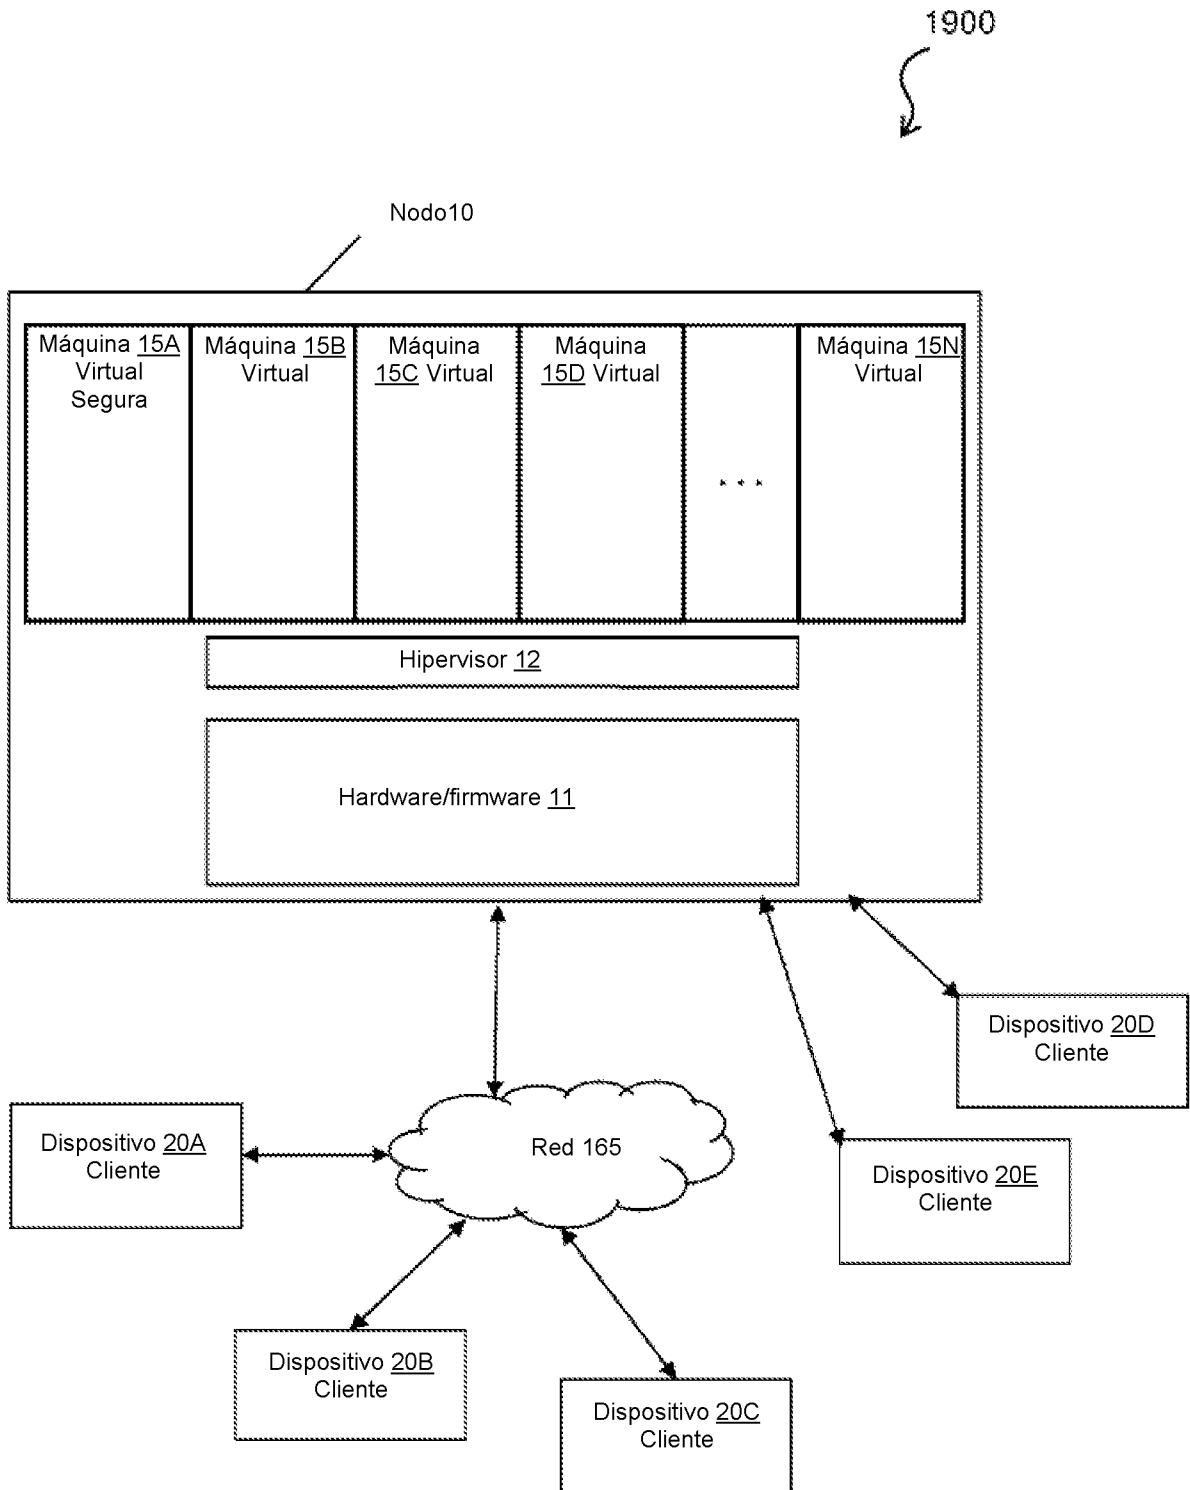 1900
Nodo10
Máquina 15A
Virtual
Segura
Máquina 15B
Virtual
Máquina
15C Virtual
Máquina
15D Virtual
. . .
Máquina 15N
Virtual
Hipervisor 12
Hardware/firmware 11
Dispositivo 20D
Cliente
Red 165
Dispositivo 20A
Cliente
Dispositivo 20E
Cliente
Dispositivo 20B
Cliente
Dispositivo 20C
Cliente